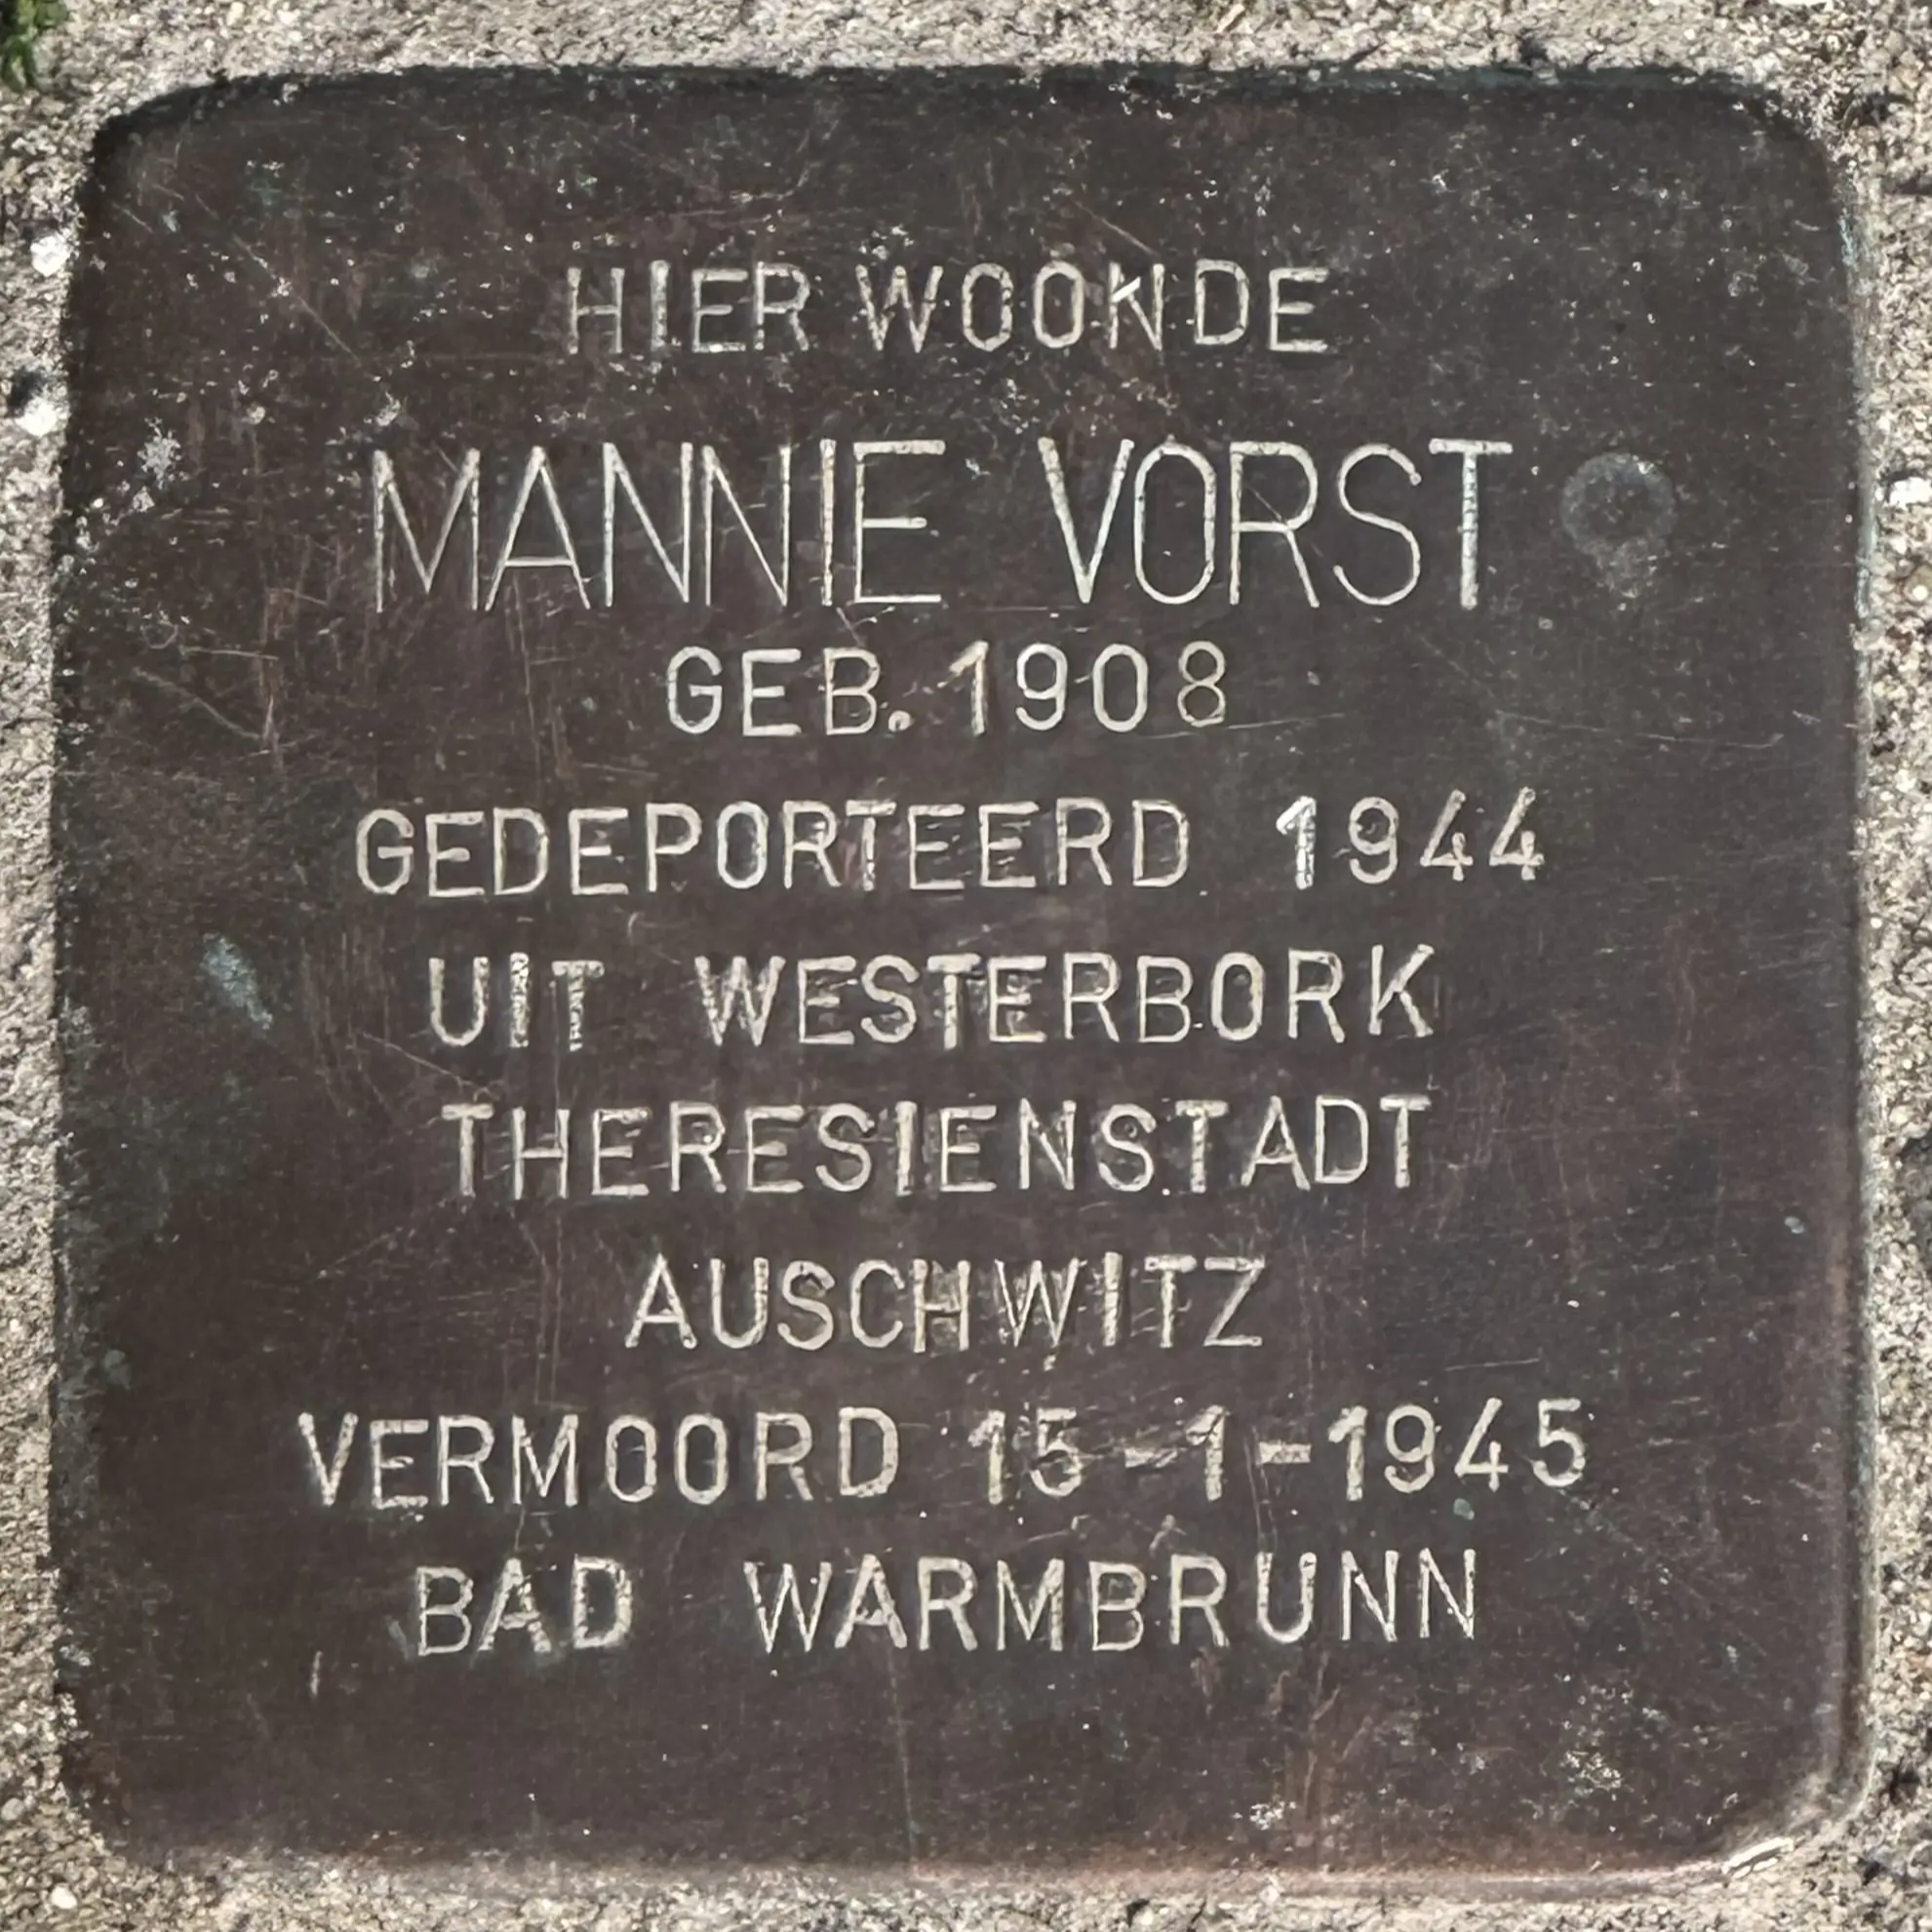 HIER WOONDE
MANNIE VORST
GEB. 1908
GEDEPORTEERD 1944
UIT WESTERBORK
THERESIENSTADT
AUSCHWITZ
VERMOORD 15-1-1945
BAD WARMBRUNN